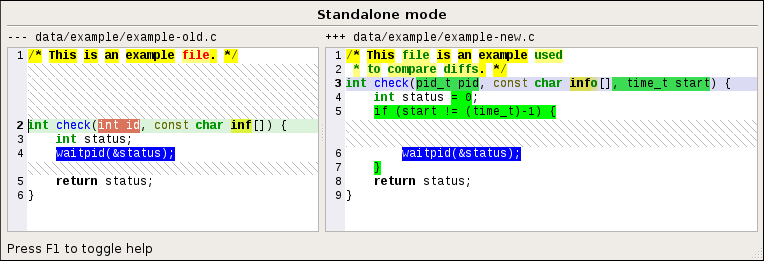 Standalone mode
--- data/example/example-old.c
1 /* This is an example file. */
2 int check(int id, const char inf[]) {
3     int status;
4     waitpid(&status);
5     return status;
6 }
+++ data/example/example-new.c
1 /* This file is an example used
2  * to compare diffs. */
3 int check(pid_t pid, const char info[], time_t start) {
4     int status = 0;
5     if (start != (time_t)-1) {
6         waitpid(&status);
7     }
8     return status;
9 }
Press F1 to toggle help